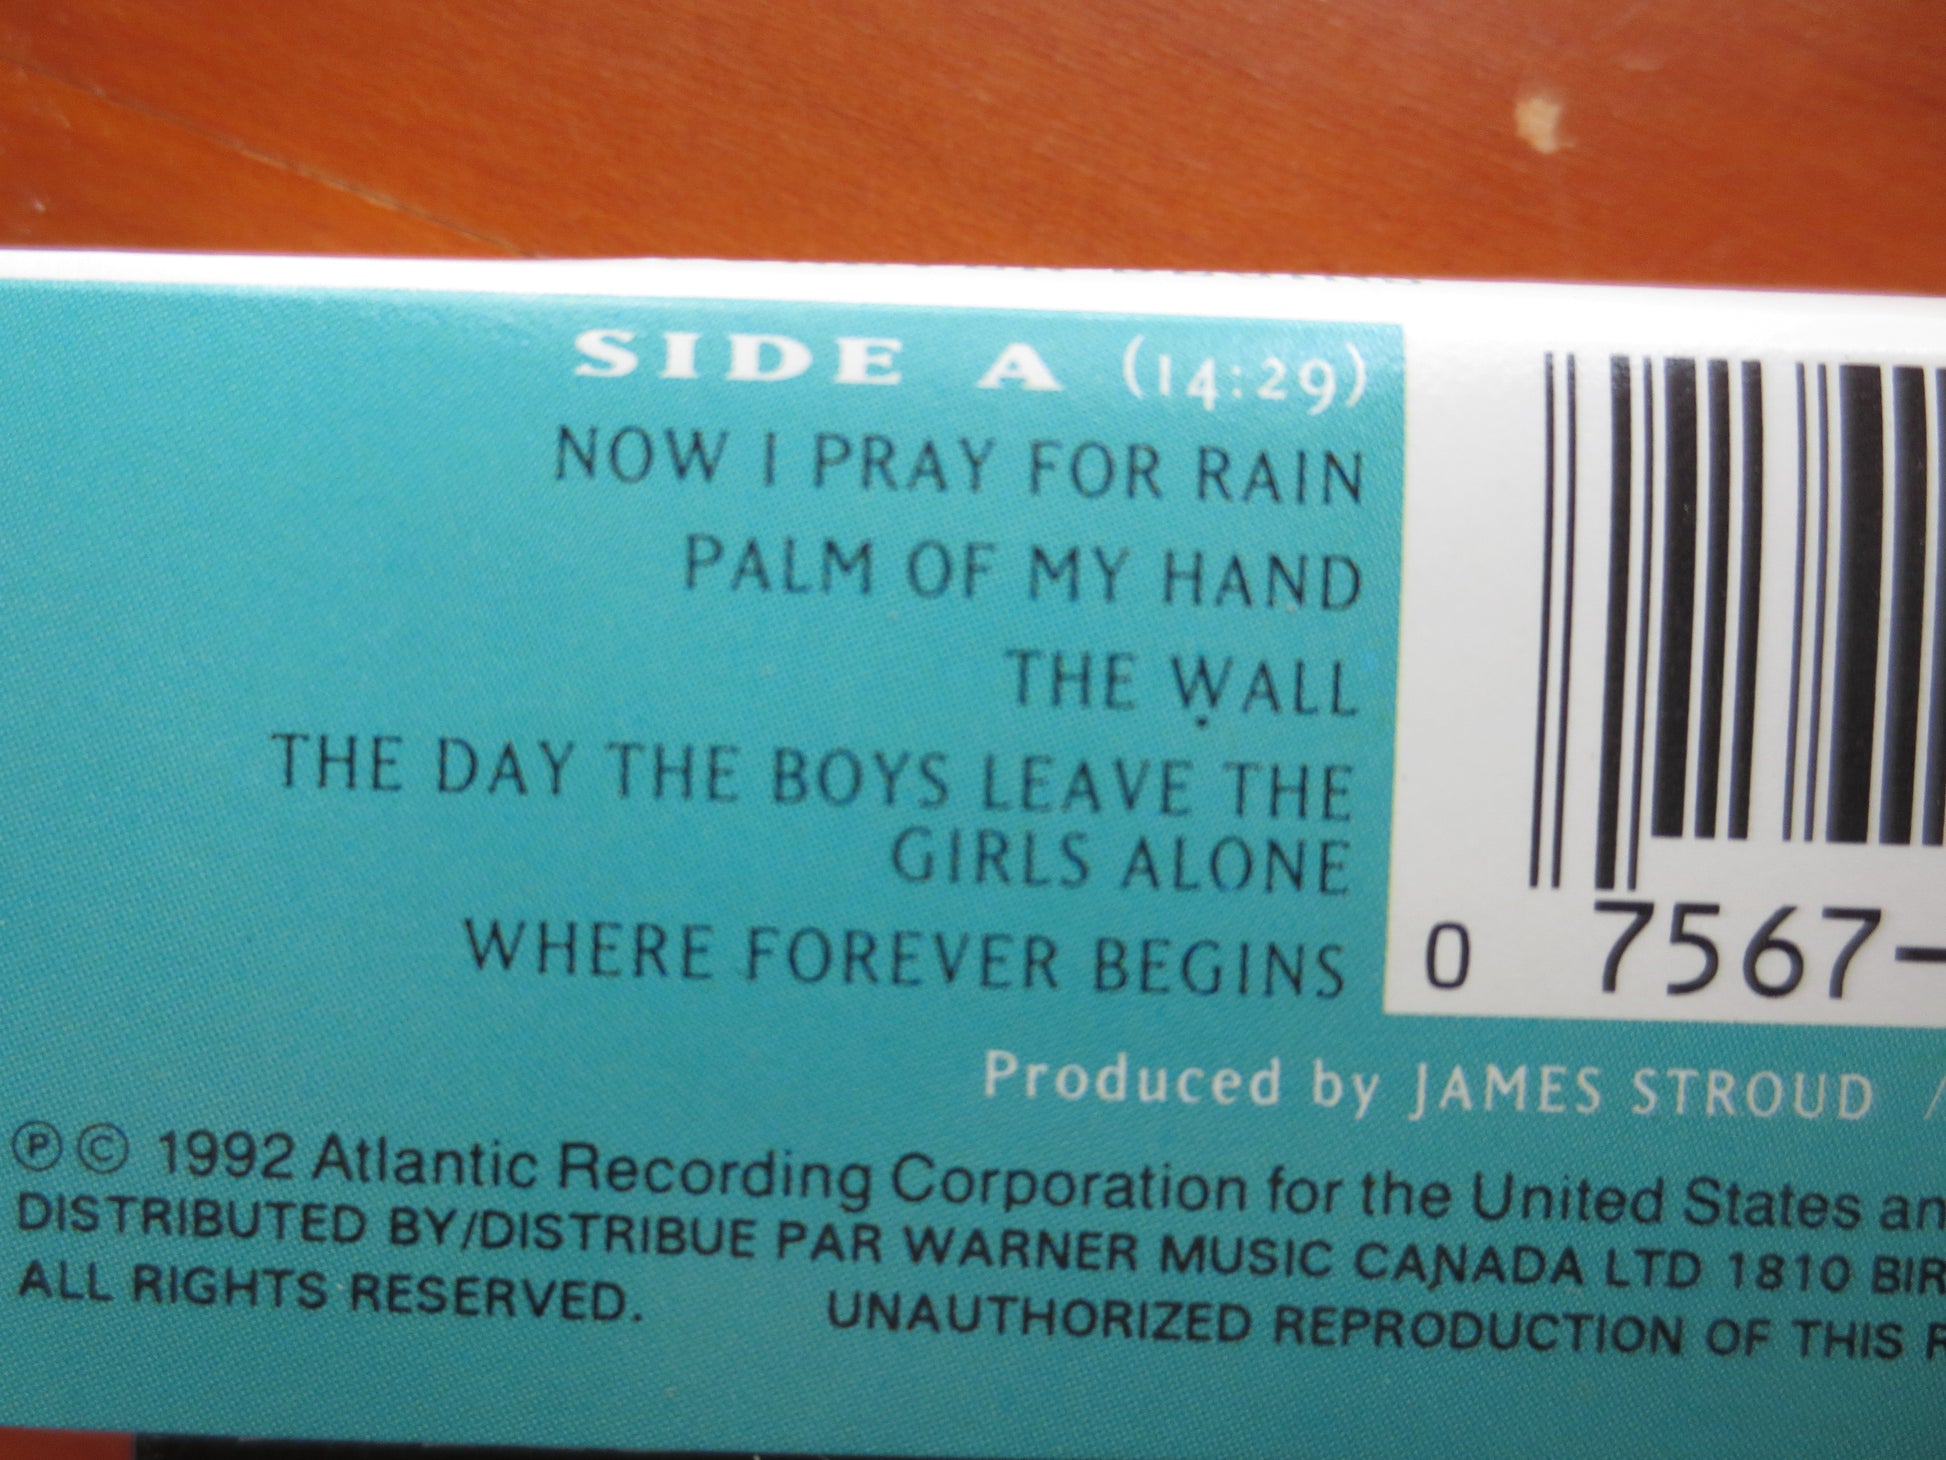 SIDE A (14:29)
NOW I PRAY FOR RAIN
PALM OF MY HAND
THE WALL
THE DAY THE BOYS LEAVE THE
GIRLS ALONE
WHERE FOREVER BEGINS
0 7567-
Produced by JAMES STROUD /
Ⓟ © 1992 Atlantic Recording Corporation for the United States an
DISTRIBUTED BY/DISTRIBUE PAR WARNER MUSIC CANADA LTD 1810 BIR
ALL RIGHTS RESERVED. UNAUTHORIZED REPRODUCTION OF THIS R